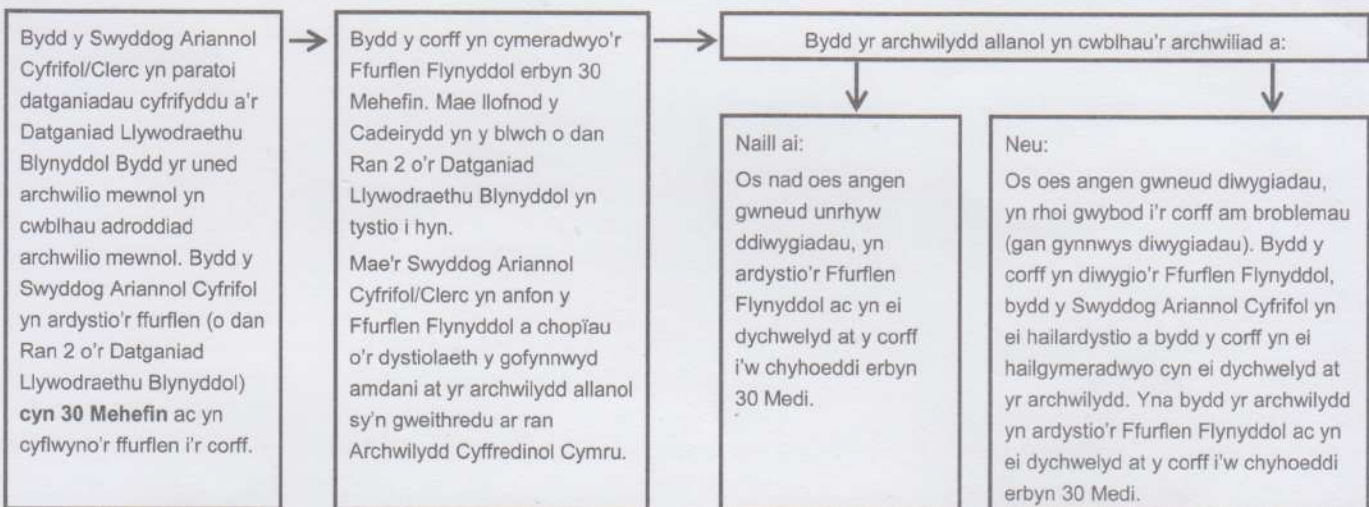 Bydd y Swyddog Ariannol
Cyfrifol/Clerc yn paratoi
datganiadau cyfrifyddu a'r
Datganiad Llywodraethu
Blynyddol Bydd yr uned
archwilio mewnol yn
cwblhau adroddiad
archwilio mewnol. Bydd y
Swyddog Ariannol Cyfrifol
yn ardystio'r ffurflen (o dan
Ran 2 o'r Datganiad
Llywodraethu Blynyddol)
cyn 30 Mehefin ac yn
cyflwyno'r ffurflen i'r corff.
Bydd y corff yn cymeradwyo'r
Ffurflen Flynyddol erbyn 30
Mehefin. Mae llofnod y
Cadeirydd yn y blwch o dan
Ran 2 o'r Datganiad
Llywodraethu Blynyddol yn
tystio i hyn.
Mae'r Swyddog Ariannol
Cyfrifol/Clerc yn anfon y
Ffurflen Flynyddol a chopïau
o'r dystiolaeth y gofynnwyd
amdani at yr archwilydd allanol
sy'n gweithredu ar ran
Archwilydd Cyffredinol Cymru.
Bydd yr archwilydd allanol yn cwblhau'r archwiliad a:
Naill ai:
Os nad oes angen
gwneud unrhyw
ddiwygiadau, yn
ardystio'r Ffurflen
Flynyddol ac yn ei
dychwelyd at y corff
i'w chyhoeddi erbyn
30 Medi.
Neu:
Os oes angen gwneud diwygiadau,
yn rhoi gwybod i'r corff am broblemau
(gan gynnwys diwygiadau). Bydd y
corff yn diwygio'r Ffurflen Flynyddol,
bydd y Swyddog Ariannol Cyfrifol yn
ei hailardystio a bydd y corff yn ei
hailgymeradwyo cyn ei dychwelyd at
yr archwilydd. Yna bydd yr archwilydd
yn ardystio'r Ffurflen Flynyddol ac yn
ei dychwelyd at y corff i'w chyhoeddi
erbyn 30 Medi.